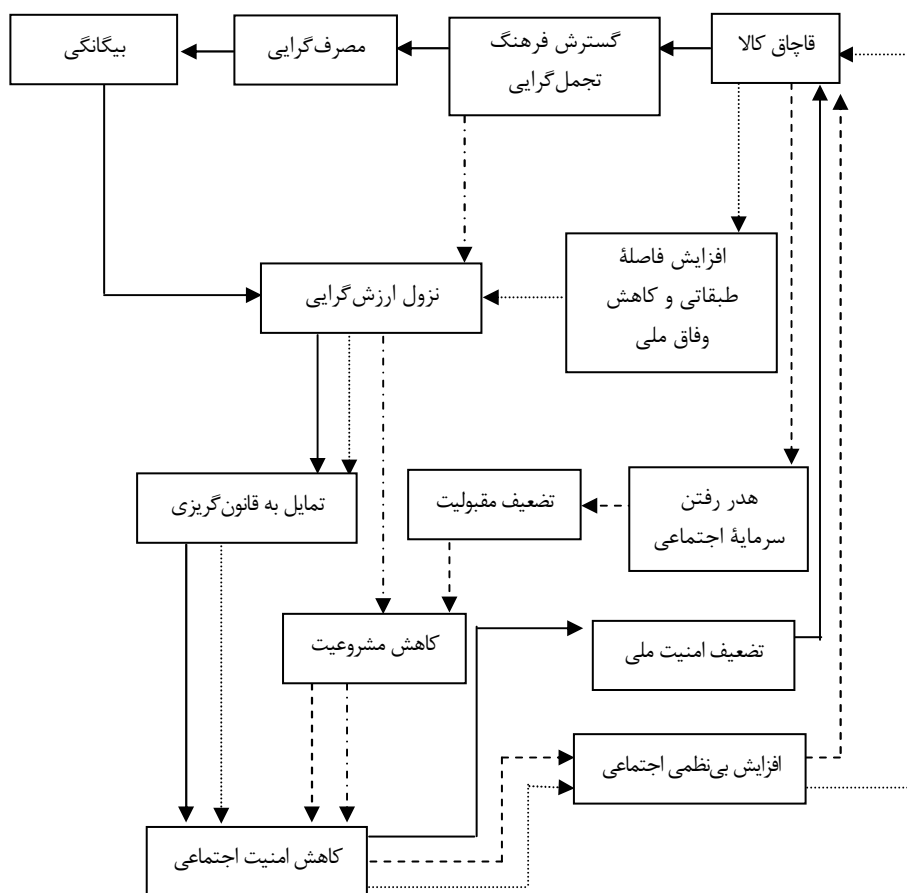 قاچاق کالا
گسترش فرهنگ
تجمل‌گرایی
مصرف‌گرایی
بیگانگی
افزایش فاصلهٔ
طبقاتی و کاهش
وفاق ملی
نزول ارزش‌گرایی
هدر رفتن
سرمایهٔ اجتماعی
تضعیف مقبولیت
تمایل به قانون‌گریزی
تضعیف امنیت ملی
کاهش مشروعیت
افزایش بی‌نظمی اجتماعی
کاهش امنیت اجتماعی